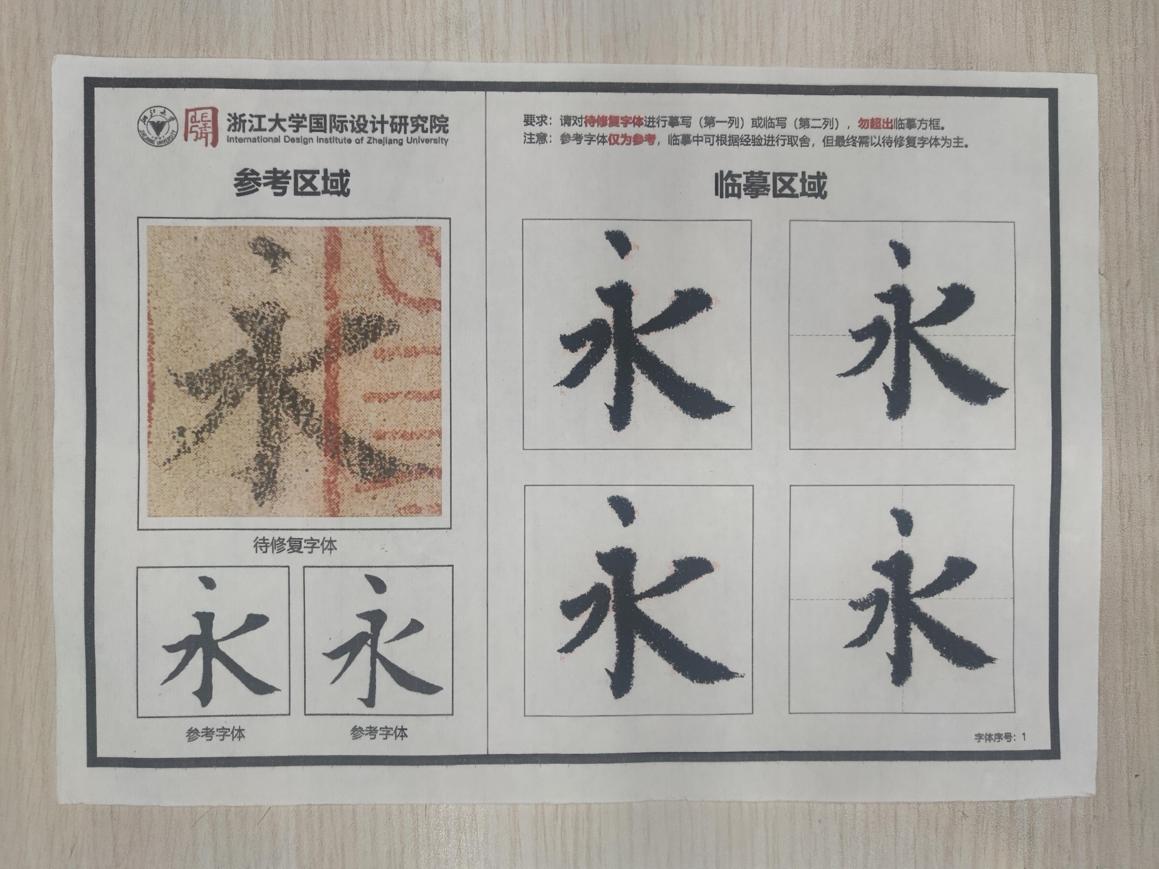 浙江大学国际设计研究院
International Design Institute of Zhejiang University
参考区域
永
待修复字体
永
永
参考字体
参考字体
要求：请对待修复字体进行摹写（第一列）或临写（第二列），勿超出临摹方框。
注意：参考字体仅为参考，临摹中可根据经验进行取舍，但最终需以待修复字体为主。
临摹区域
永
永
永
永
字体序号：1